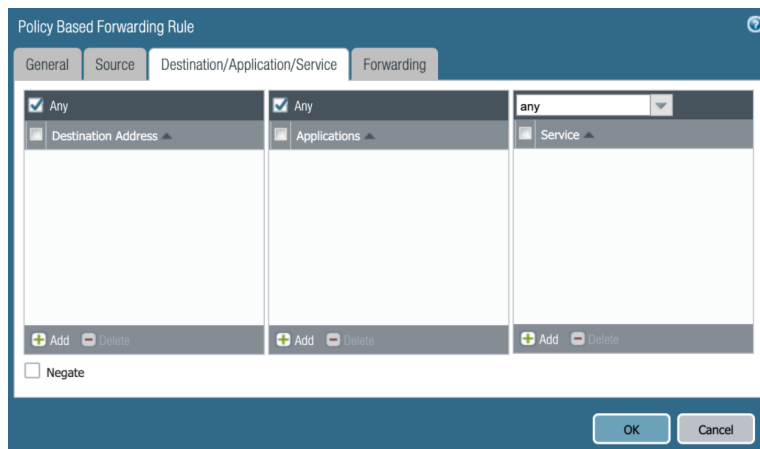 Policy Based Forwarding Rule
General Source Destination/Application/Service Forwarding
Any Any any
Destination Address Applications Service
Add Delete Add Delete Add Delete
Negate
OK Cancel